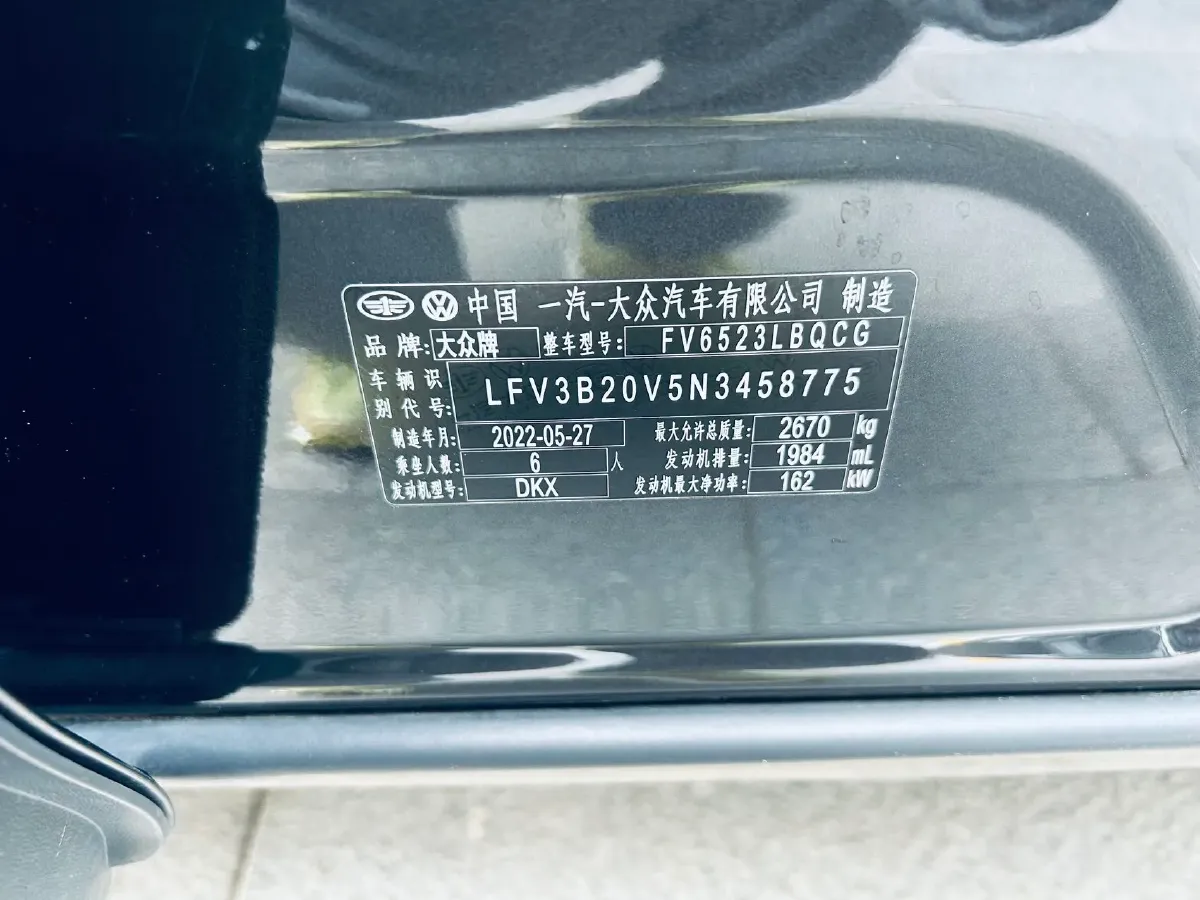 中国 一汽-大众汽车有限公司 制造
品牌: 大众牌 整车型号: FV6523LBQCG
车辆识别代号: LFV3B20V5N3458775
制造年月: 2022-05-27 最大允许总质量: 2670 kg
乘坐人数: 6 人 发动机排量: 1984 mL
发动机型号: DKX 发动机最大净功率: 162 kW